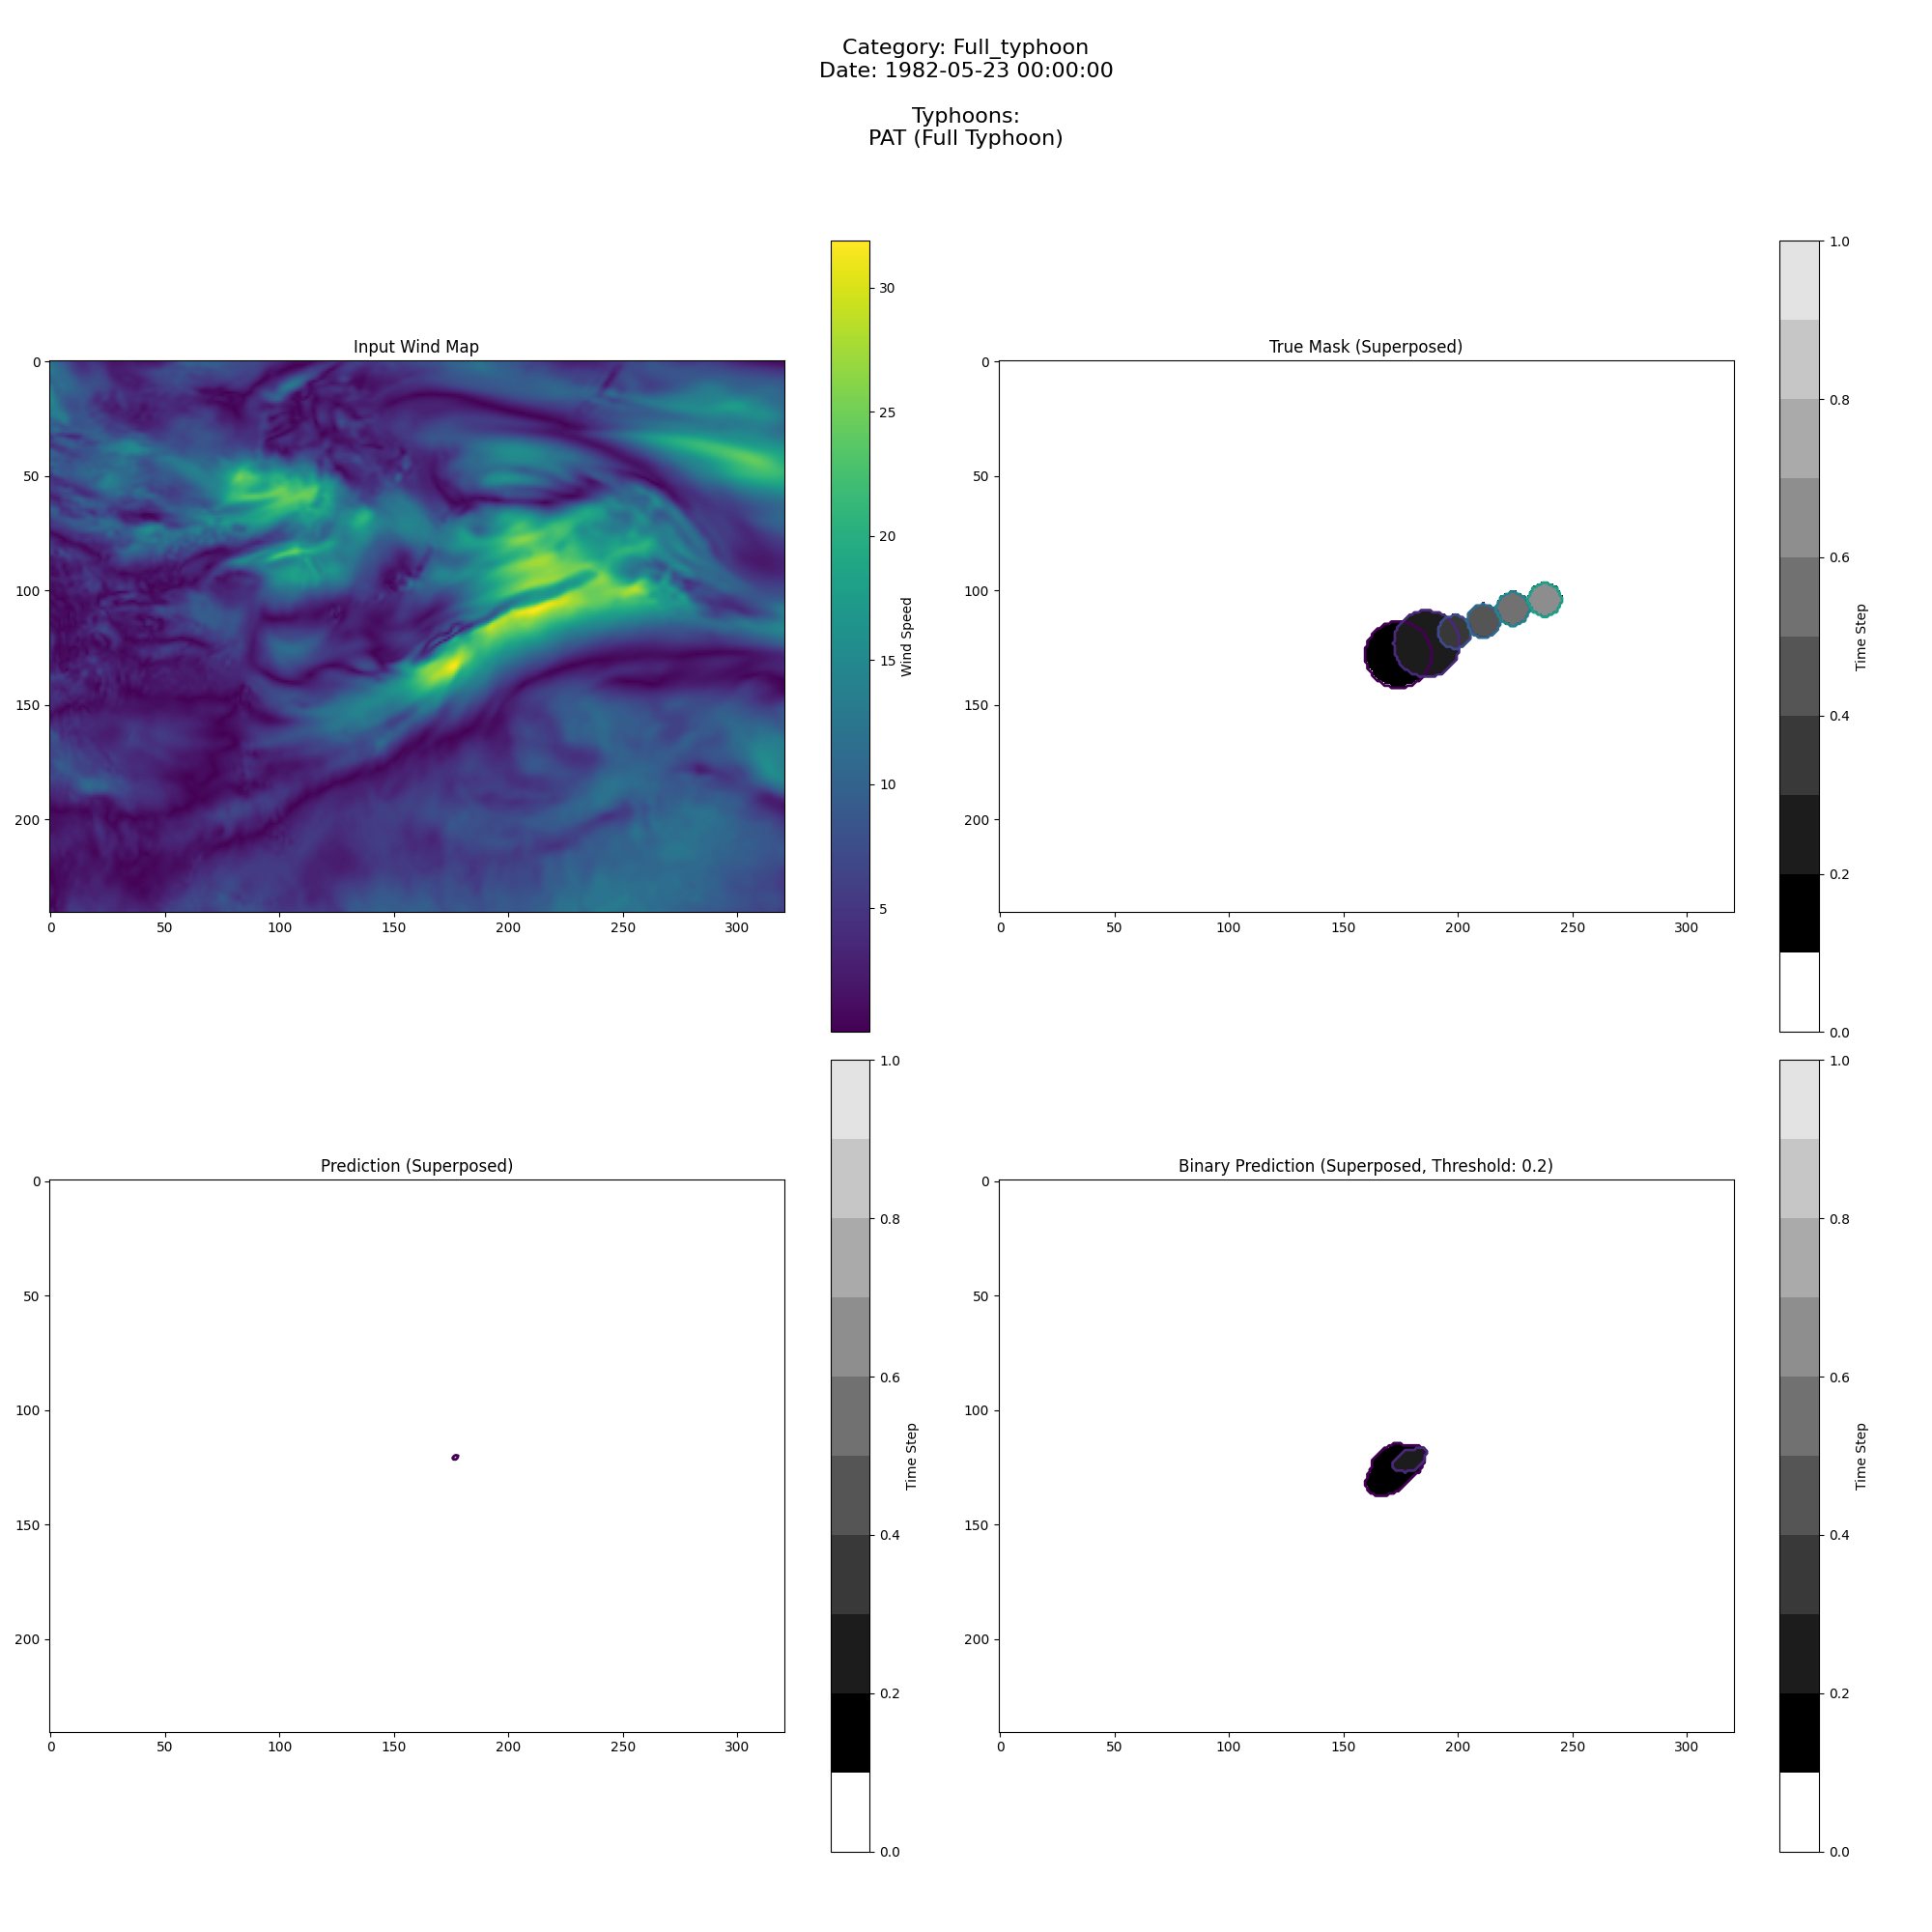 Category: Full_typhoon
Date: 1982-05-23 00:00:00
Typhoons:
PAT (Full Typhoon)
Input Wind Map
0
50
100
150
200
0 50 100 150 200 250 300
30
25
20
15
10
5
Wind Speed
True Mask (Superposed)
0
50
100
150
200
0 50 100 150 200 250 300
1.0
0.8
0.6
0.4
0.2
0.0
Time Step
Prediction (Superposed)
0
50
100
150
200
0 50 100 150 200 250 300
1.0
0.8
0.6
0.4
0.2
0.0
Time Step
Binary Prediction (Superposed, Threshold: 0.2)
0
50
100
150
200
0 50 100 150 200 250 300
1.0
0.8
0.6
0.4
0.2
0.0
Time Step